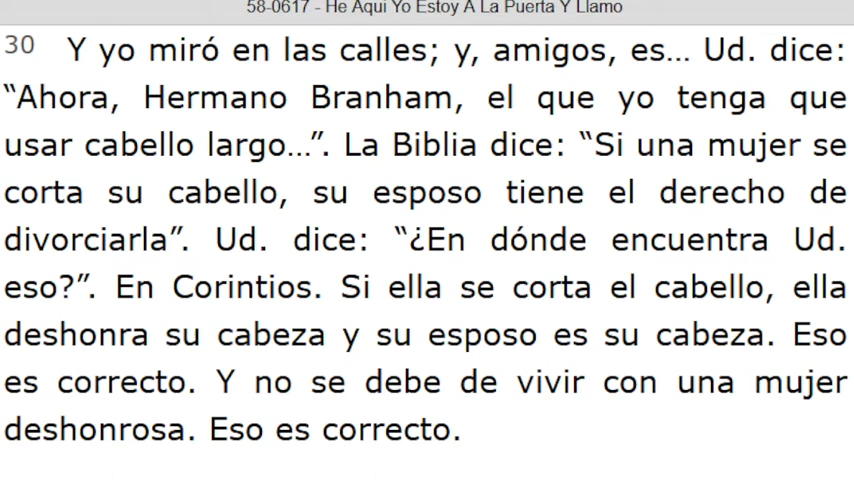 58-0617 - He Aquí Yo Estoy A La Puerta Y Llamo
30 Y yo miró en las calles; y, amigos, es… Ud. dice:
“Ahora, Hermano Branham, el que yo tenga que
usar cabello largo…”. La Biblia dice: “Si una mujer se
corta su cabello, su esposo tiene el derecho de
divorciarla”. Ud. dice: “¿En dónde encuentra Ud.
eso?”. En Corintios. Si ella se corta el cabello, ella
deshonra su cabeza y su esposo es su cabeza. Eso
es correcto. Y no se debe de vivir con una mujer
deshonrosa. Eso es correcto.